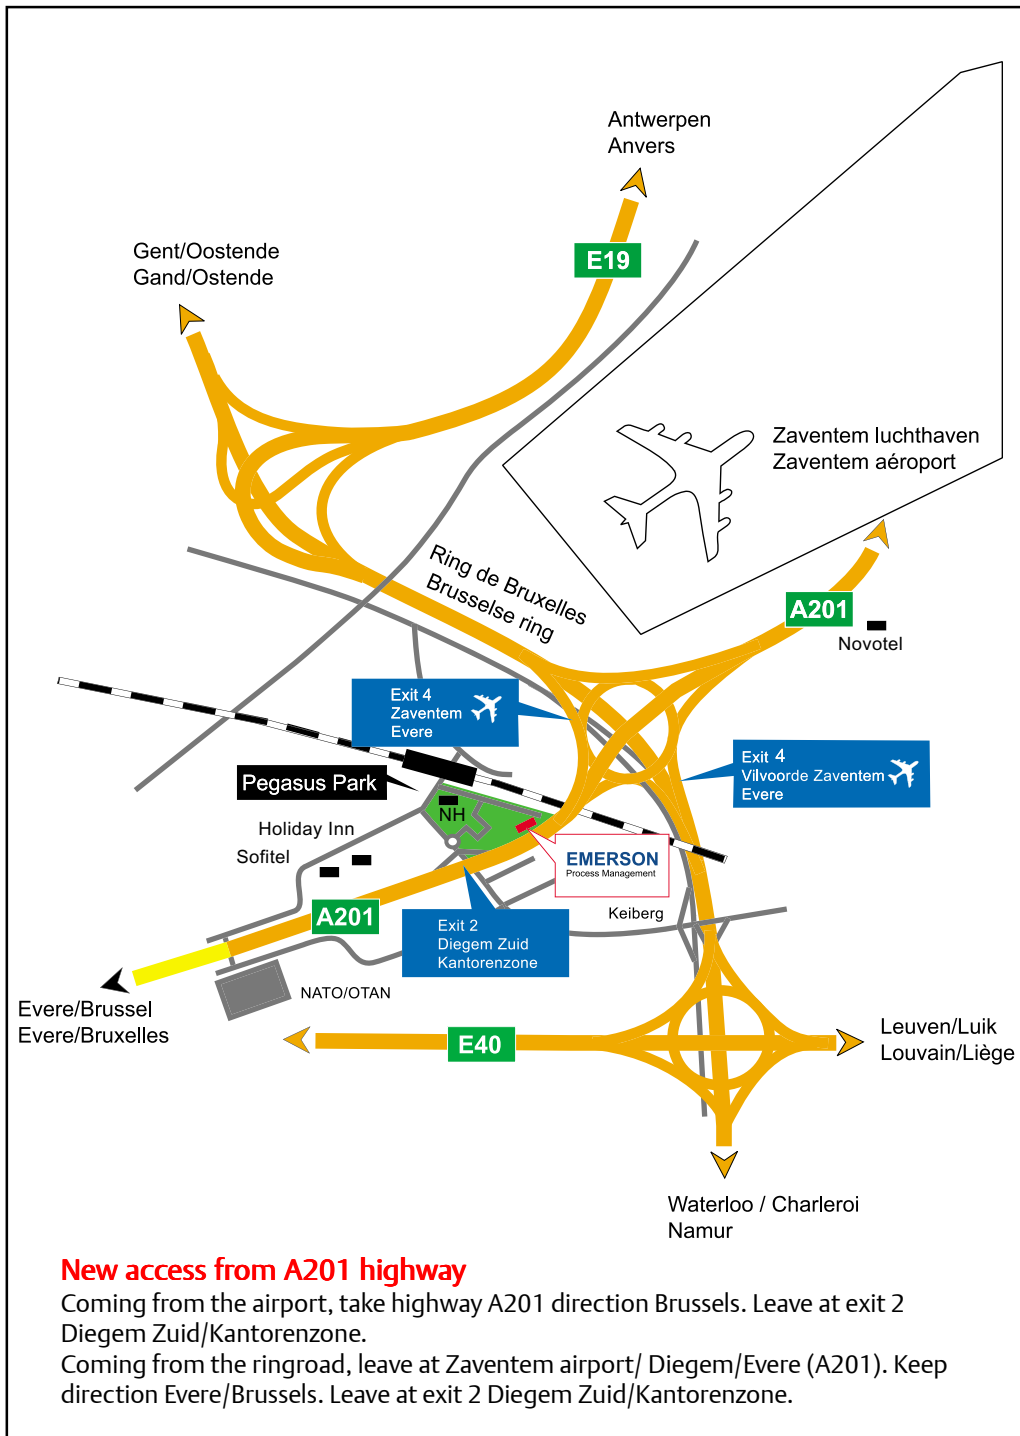 Antwerpen
Anvers
Gent/Oostende
Gand/Ostende
E19
Zaventem luchthaven
Zaventem aéroport
Ring de Bruxelles
Brusselse ring
A201
Novotel
Exit 4
Zaventem
Evere
Exit 4
Vilvoorde Zaventem
Evere
Pegasus Park
NH
Holiday Inn
Sofitel
EMERSON
Process Management
A201
Keiberg
Exit 2
Diegem Zuid
Kantorenzone
NATO/OTAN
Evere/Brussel
Evere/Bruxelles
E40
Leuven/Luik
Louvain/Liège
Waterloo / Charleroi
Namur
New access from A201 highway
Coming from the airport, take highway A201 direction Brussels. Leave at exit 2
Diegem Zuid/Kantorenzone.
Coming from the ringroad, leave at Zaventem airport/ Diegem/Evere (A201). Keep
direction Evere/Brussels. Leave at exit 2 Diegem Zuid/Kantorenzone.